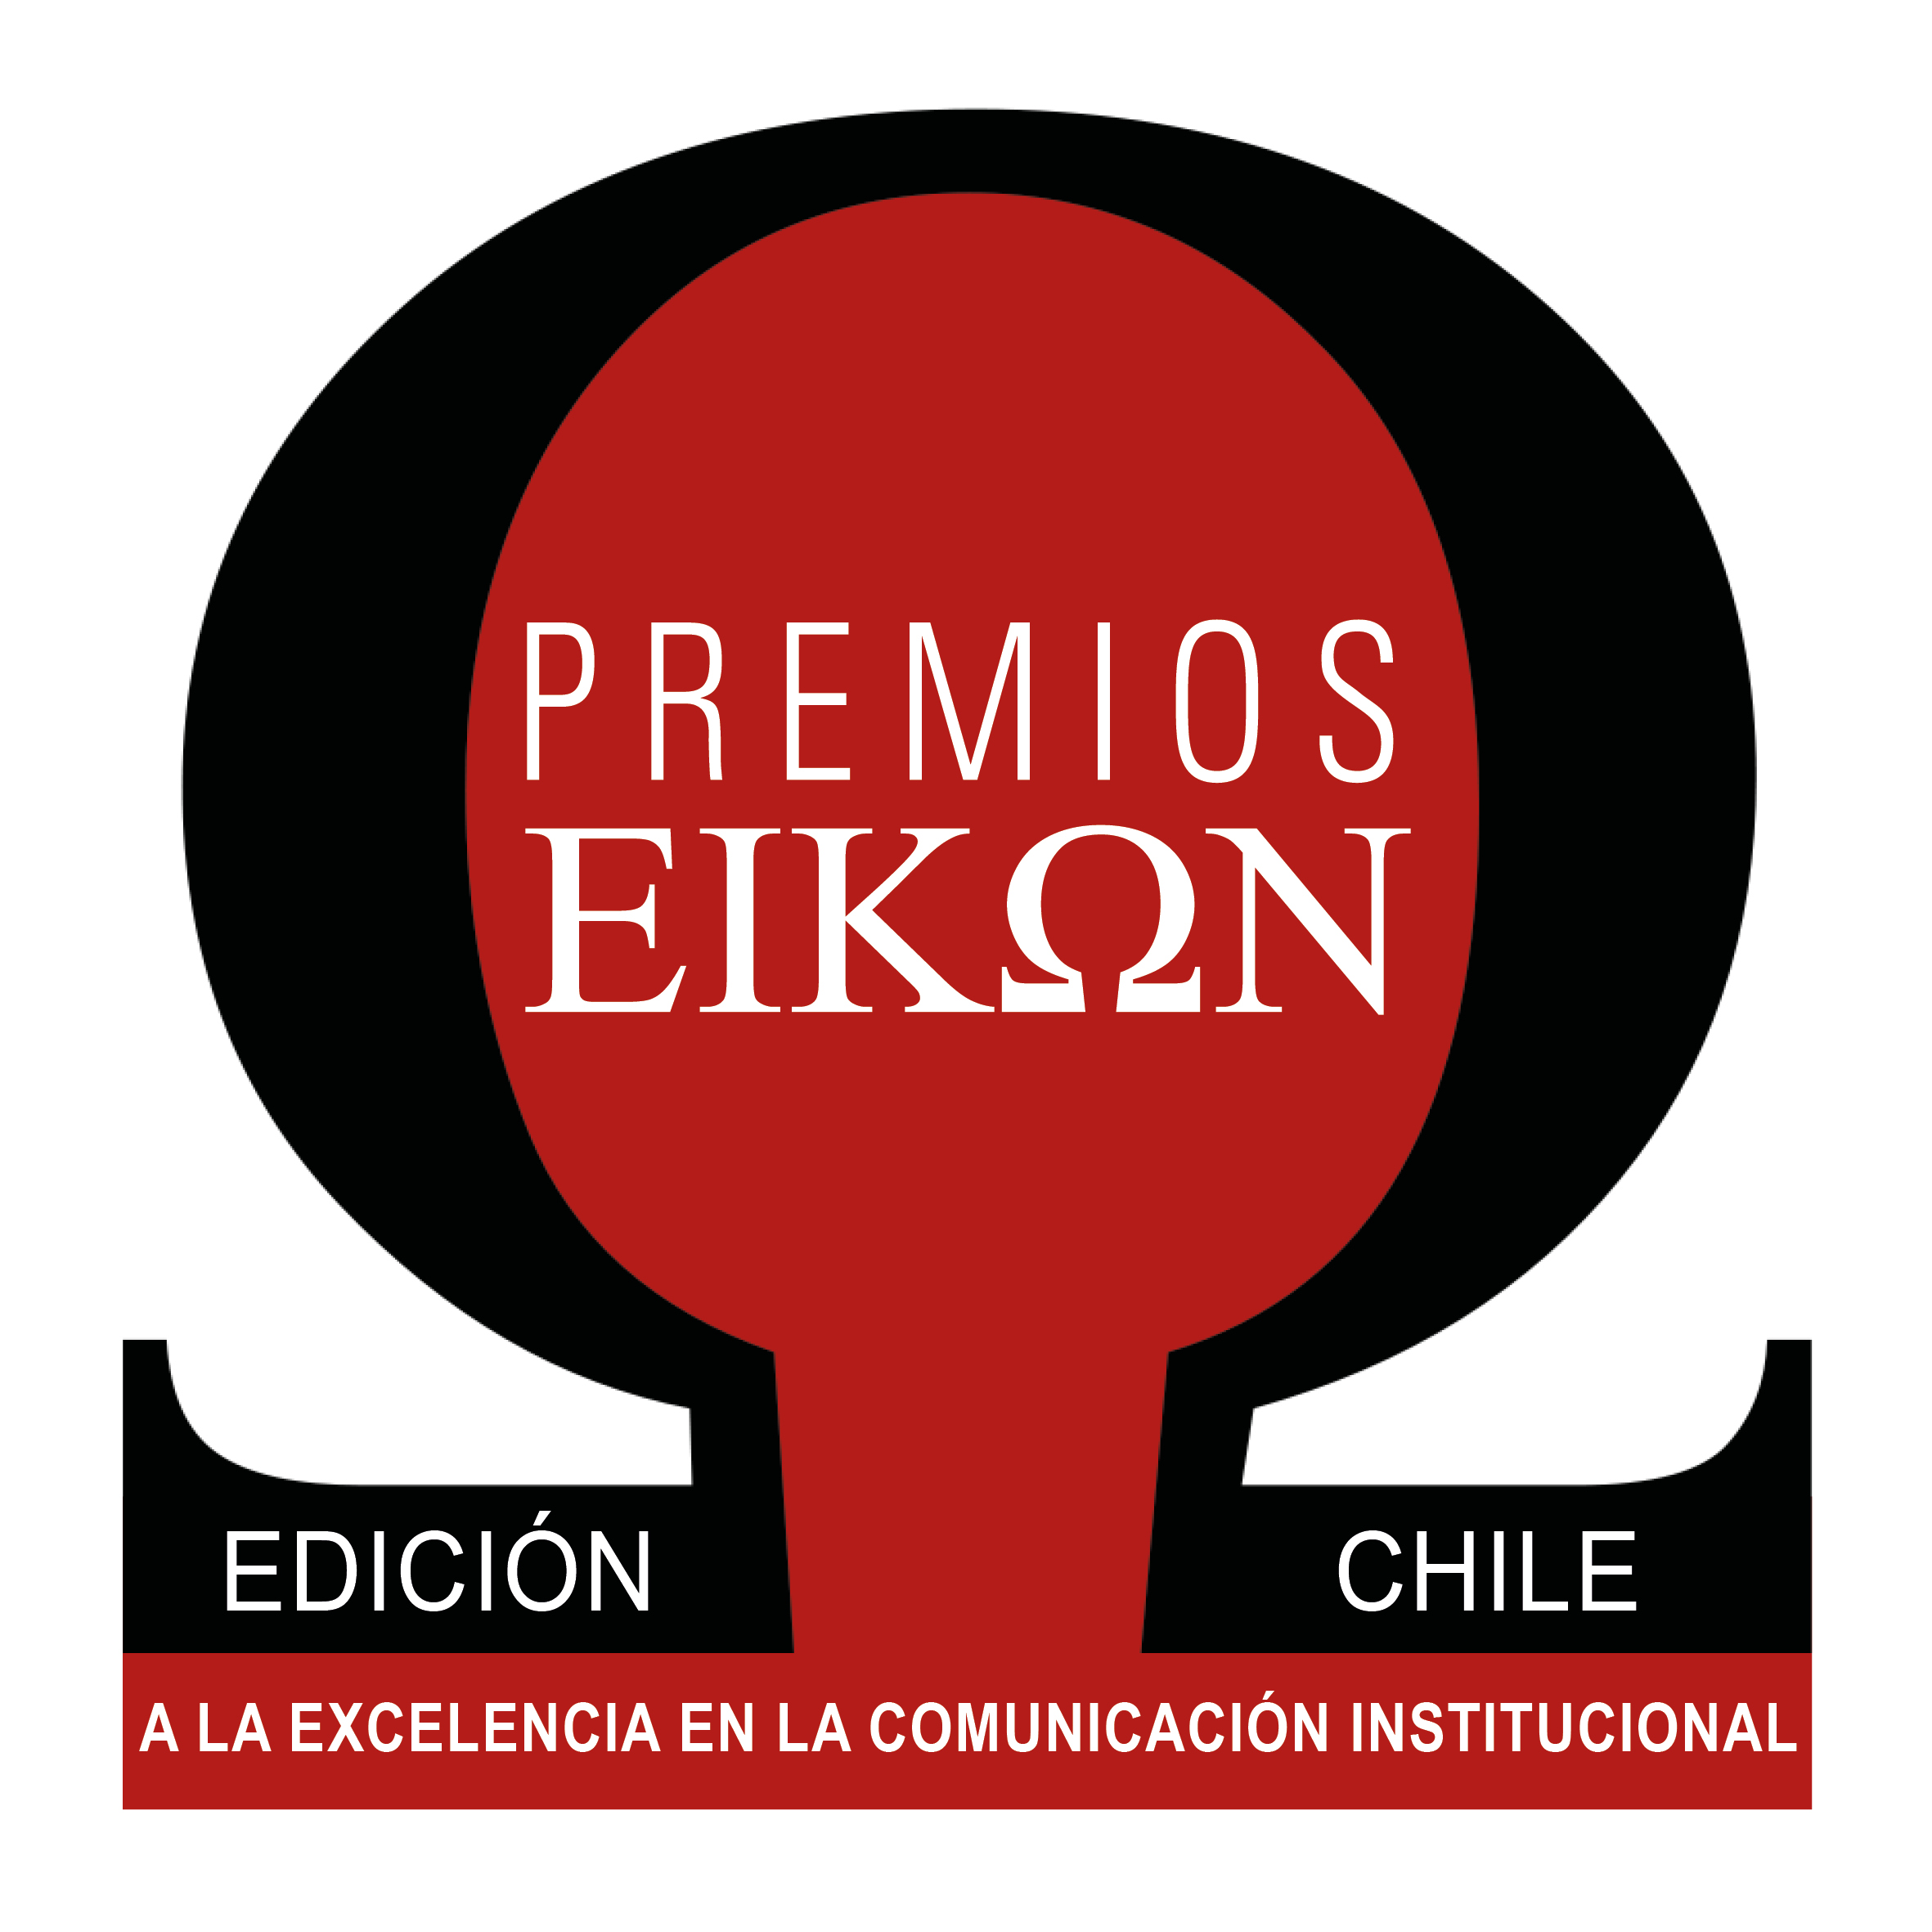 PREMIOS
EIKΩN
EDICIÓN CHILE
A LA EXCELENCIA EN LA COMUNICACIÓN INSTITUCIONAL